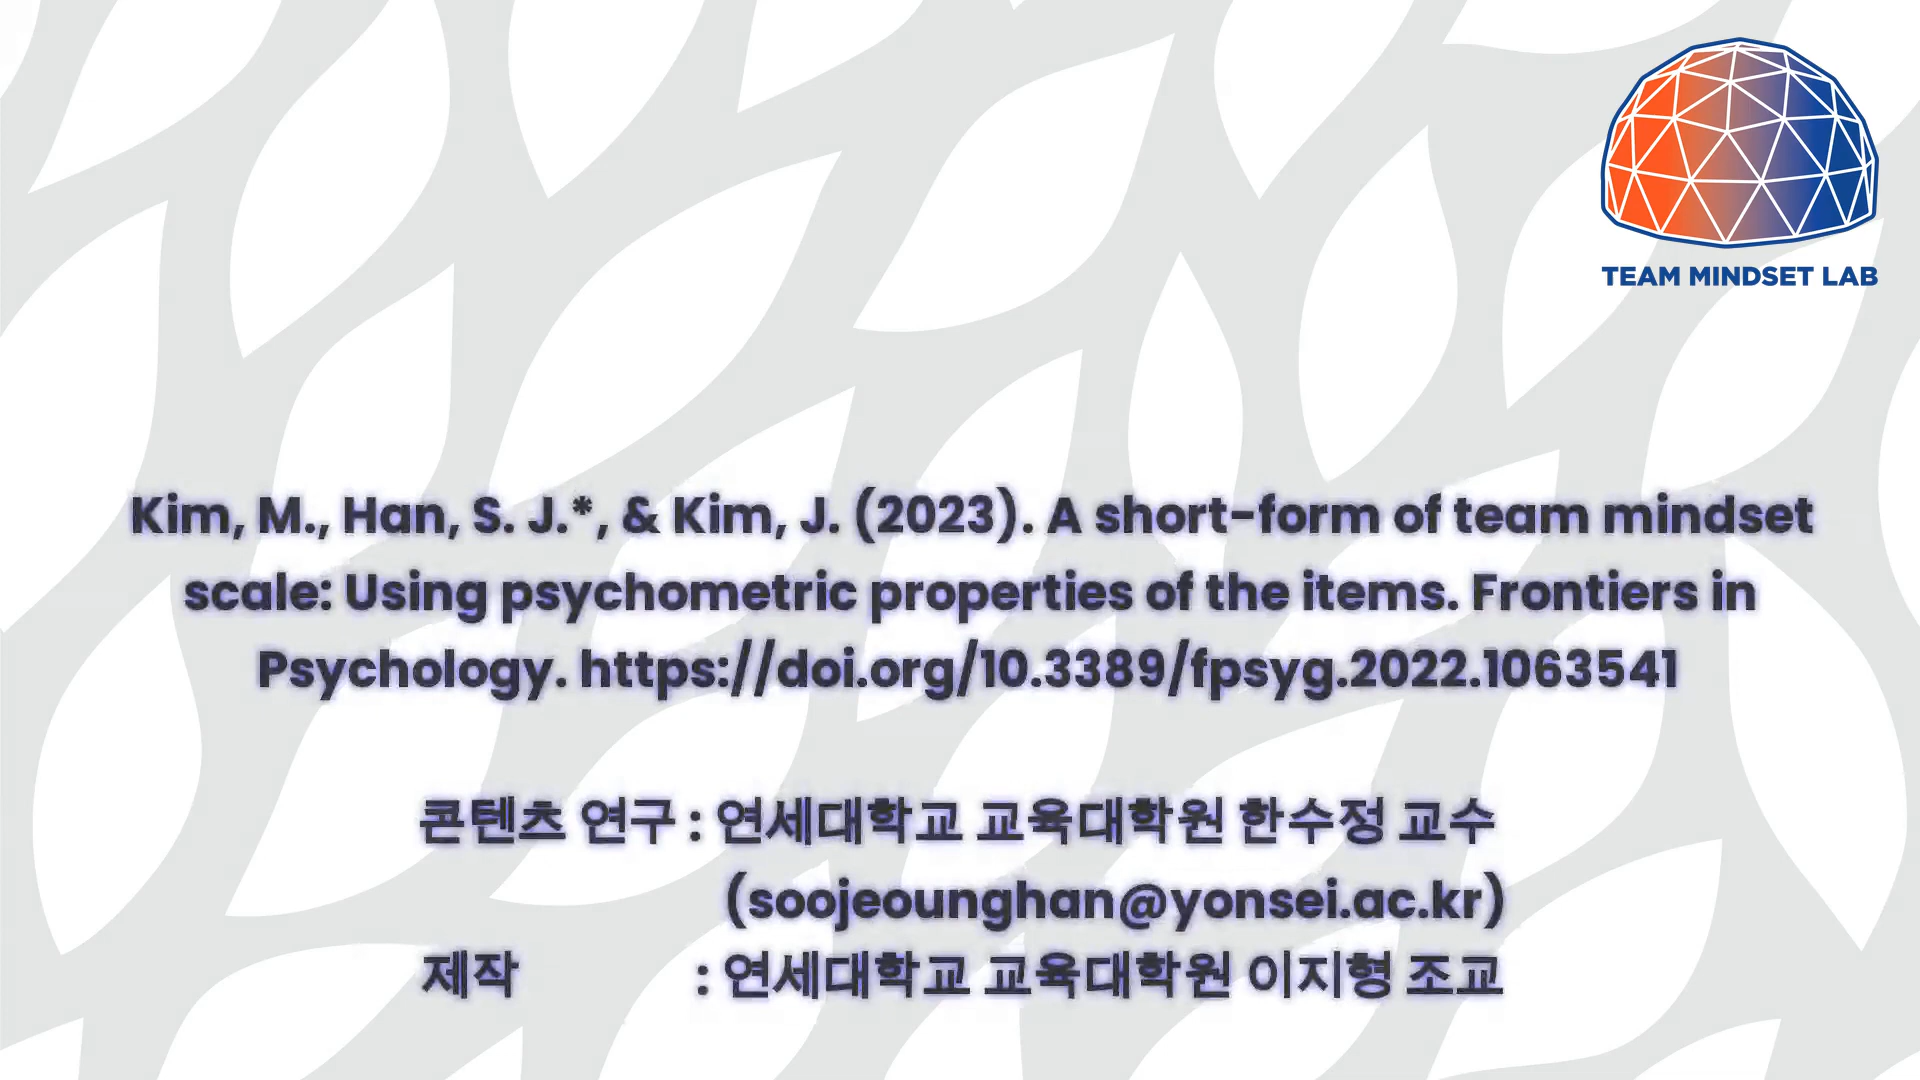 TEAM MINDSET LAB
Kim, M., Han, S. J.*, & Kim, J. (2023). A short-form of team mindset
scale: Using psychometric properties of the items. Frontiers in
Psychology. https://doi.org/10.3389/fpsyg.2022.1063541
콘텐츠 연구 : 연세대학교 교육대학원 한수정 교수
(soojeounghan@yonsei.ac.kr)
제작 : 연세대학교 교육대학원 이지형 조교